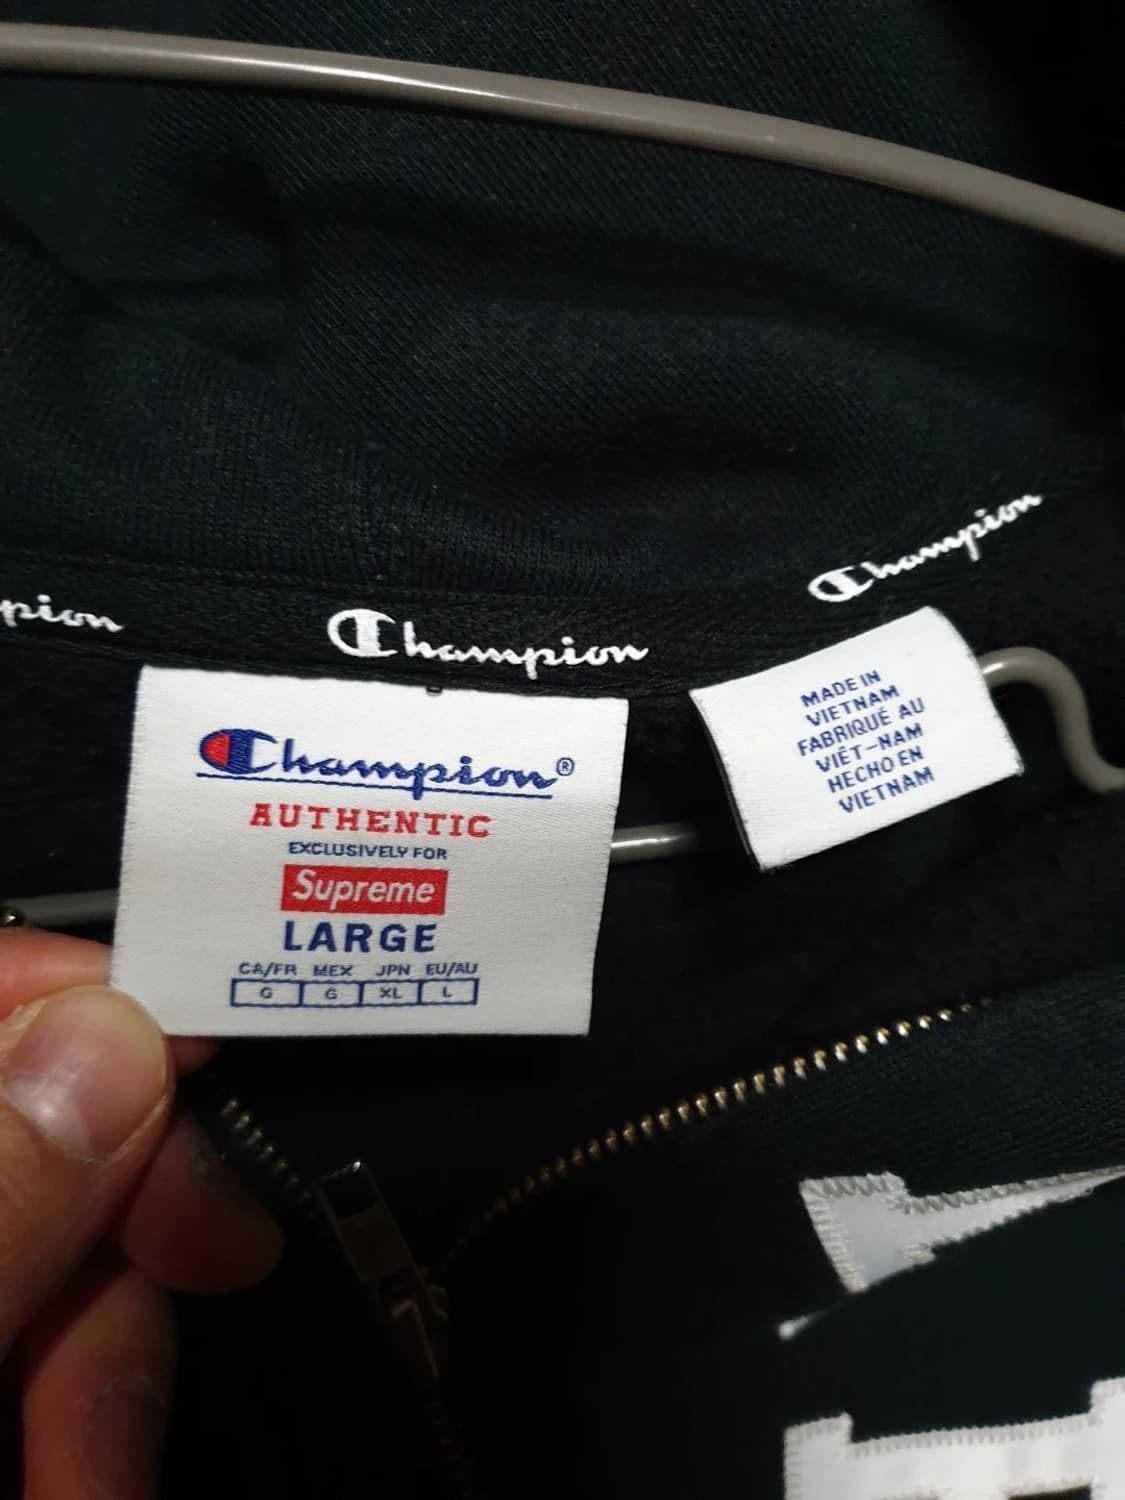 pion
Champion
Champion
Champion®
AUTHENTIC
EXCLUSIVELY FOR
Supreme
LARGE
CA/FR MEX JPN EU/AU
G G XL L
MADE IN
VIETNAM
FABRIQUÉ AU
VIÊT-NAM
HECHO EN
VIETNAM